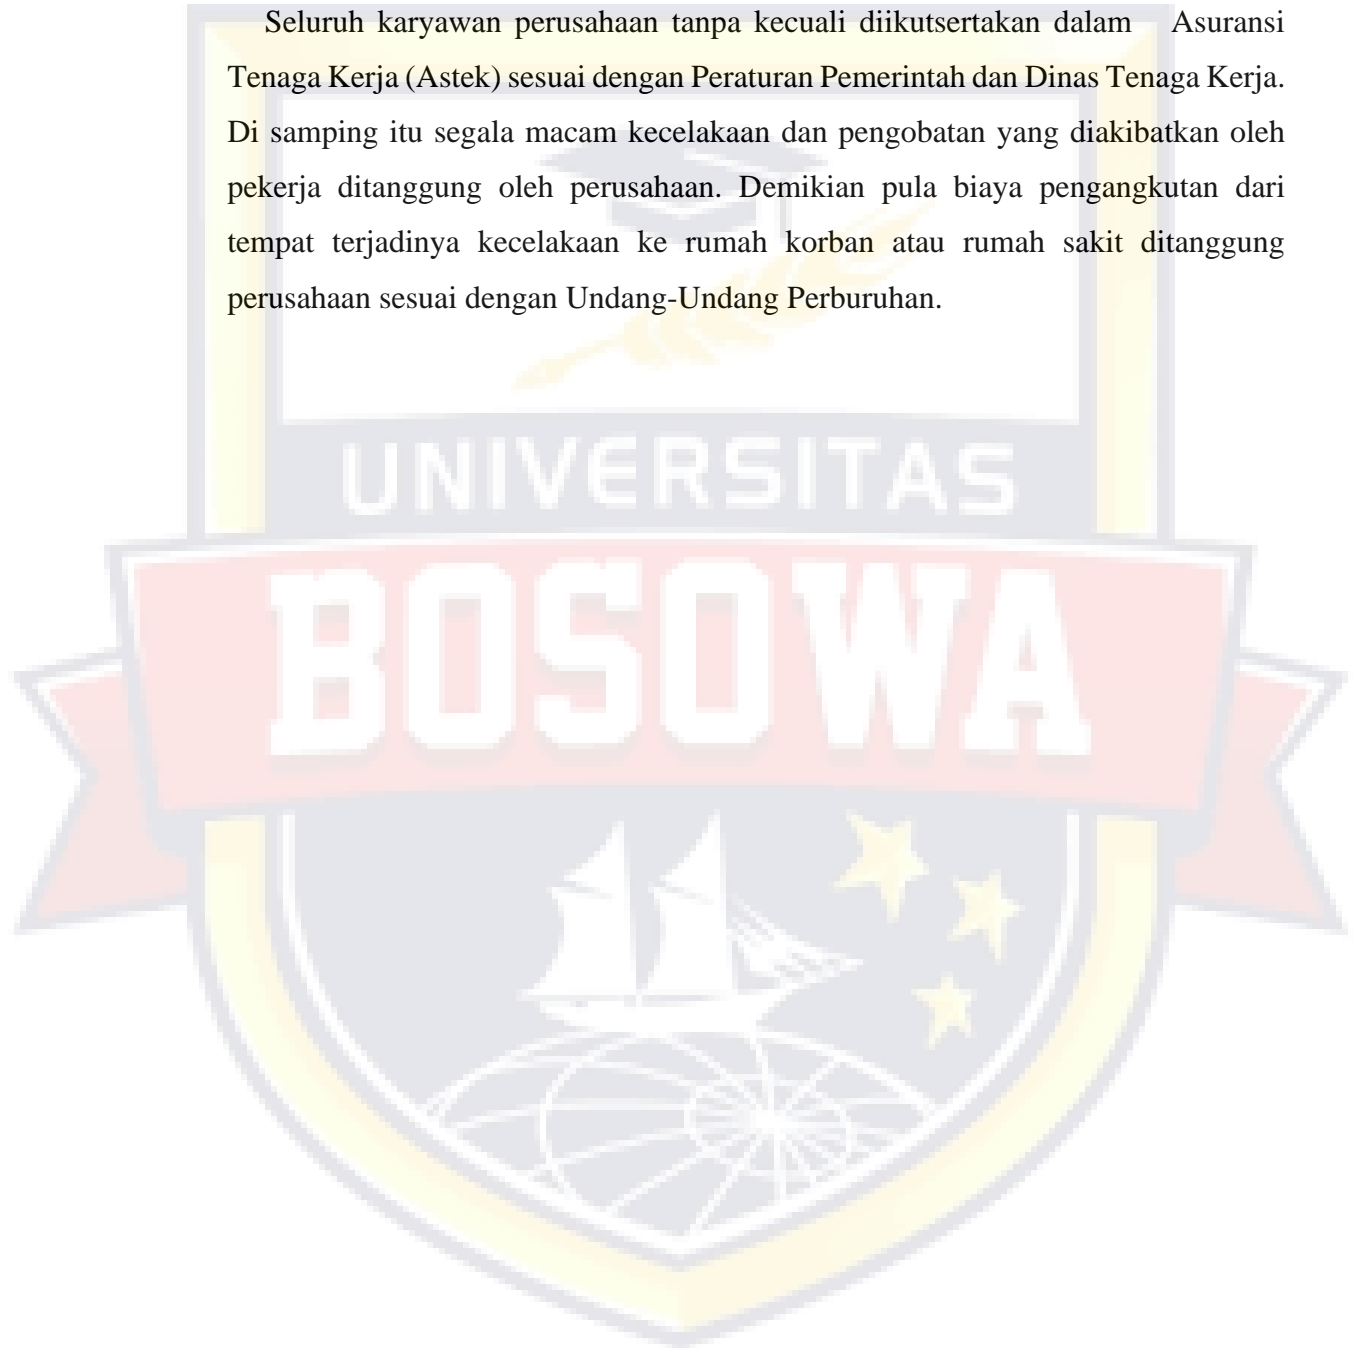 Seluruh karyawan perusahaan tanpa kecuali diikutsertakan dalam Asuransi
Tenaga Kerja (Astek) sesuai dengan Peraturan Pemerintah dan Dinas Tenaga Kerja.
Di samping itu segala macam kecelakaan dan pengobatan yang diakibatkan oleh
pekerja ditanggung oleh perusahaan. Demikian pula biaya pengangkutan dari
tempat terjadinya kecelakaan ke rumah korban atau rumah sakit ditanggung
perusahaan sesuai dengan Undang-Undang Perburuhan.
UNIVERSITAS
BOSOWA